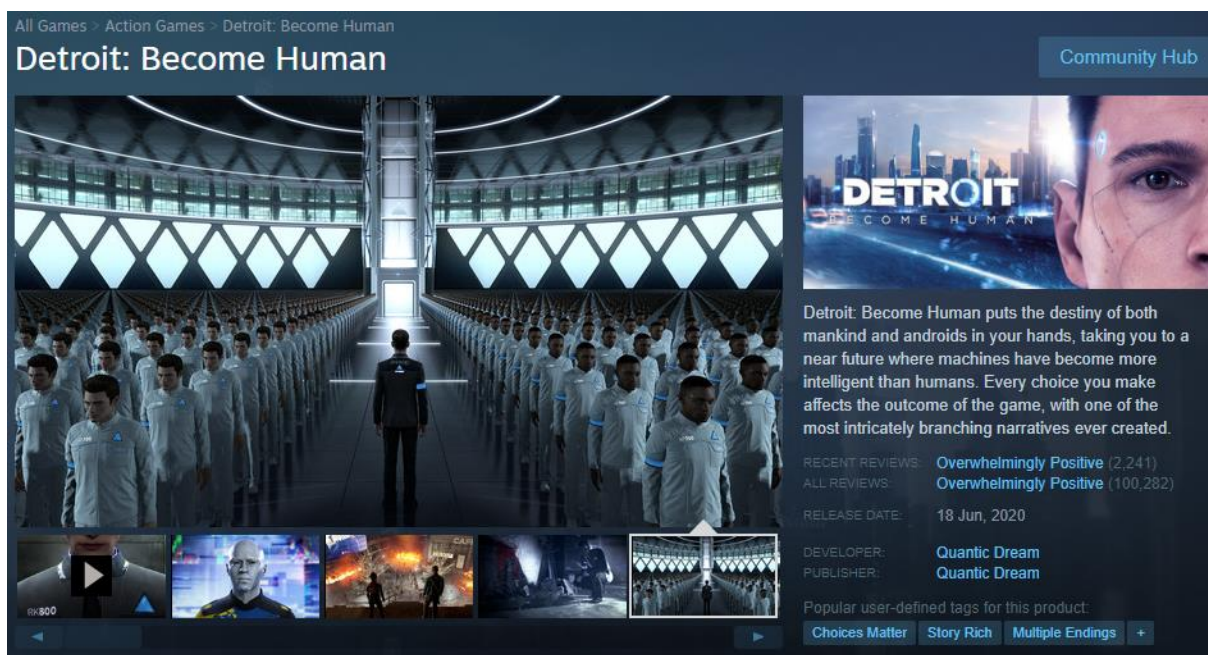 All Games > Action Games > Detroit: Become Human
Detroit: Become Human
Community Hub
DETROIT
BECOME HUMAN
Detroit: Become Human puts the destiny of both
mankind and androids in your hands, taking you to a
near future where machines have become more
intelligent than humans. Every choice you make
affects the outcome of the game, with one of the
most intricately branching narratives ever created.
RECENT REVIEWS: Overwhelmingly Positive (2,241)
ALL REVIEWS: Overwhelmingly Positive (100,282)
RELEASE DATE: 18 Jun, 2020
DEVELOPER: Quantic Dream
PUBLISHER: Quantic Dream
Popular user-defined tags for this product:
Choices Matter Story Rich Multiple Endings +
RK800